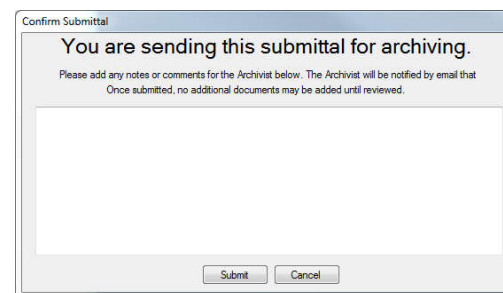 Confirm Submittal
You are sending this submittal for archiving.
Please add any notes or comments for the Archivist below. The Archivist will be notified by email that
Once submitted, no additional documents may be added until reviewed.
Submit Cancel